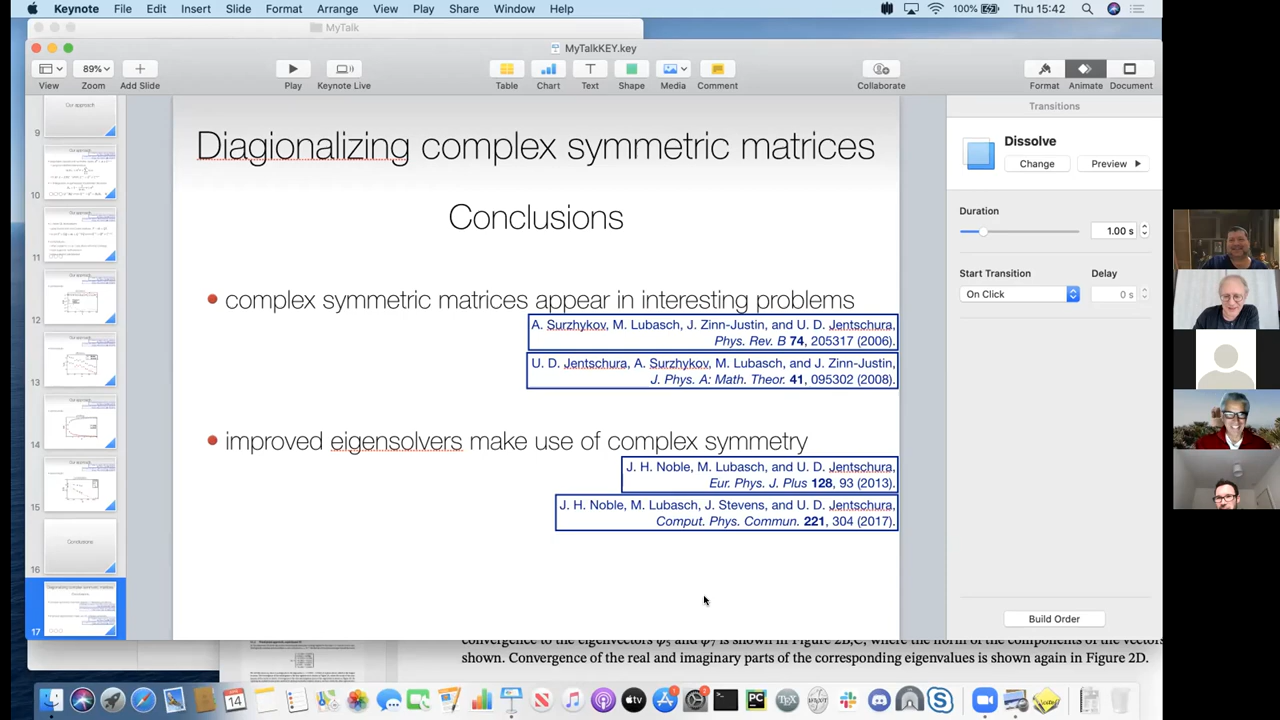 Keynote File Edit Insert Slide Format Arrange View Play Share Window Help 100% Thu 15:42
MyTalk
MyTalkKEY.key
89%
View Zoom Add Slide Play Keynote Live Table Chart Text Shape Media Comment Collaborate Format Animate Document
Our approach
9
10
11
12
13
14
15
Conclusions
16
17
Diagionalizing complex symmetric matrices
Conclusions
complex symmetric matrices appear in interesting problems
A. Surzhykov, M. Lubasch, J. Zinn-Justin, and U. D. Jentschura,
Phys. Rev. B 74, 205317 (2006).
U. D. Jentschura, A. Surzhykov, M. Lubasch, and J. Zinn-Justin,
J. Phys. A: Math. Theor. 41, 095302 (2008).
improved eigensolvers make use of complex symmetry
J. H. Noble, M. Lubasch, and U. D. Jentschura,
Eur. Phys. J. Plus 128, 93 (2013).
J. H. Noble, M. Lubasch, J. Stevens, and U. D. Jentschura,
Comput. Phys. Commun. 221, 304 (2017).
Transitions
Dissolve
Change Preview
Duration
1.00 s
Start Transition Delay
On Click 0 s
Build Order
shown. Convergence of the real and imaginary parts of the corresponding eigenvalues is shown again in Figure 2D.
14
tv
PC
TeX